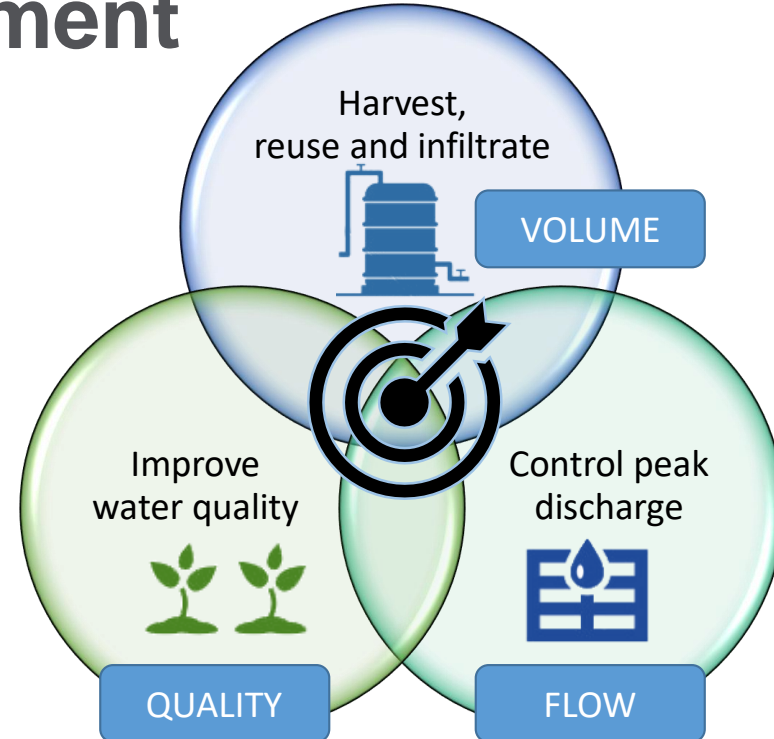 ment
Harvest,
reuse and infiltrate
VOLUME
Improve
water quality
Control peak
discharge
QUALITY
FLOW